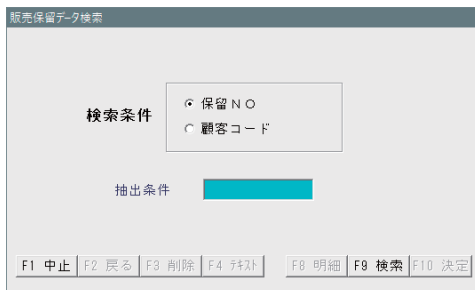 販売保留データ検索
検索条件
保留NO
顧客コード
抽出条件
F1 中止 F2 戻る F3 削除 F4 テキスト F8 明細 F9 検索 F10 決定